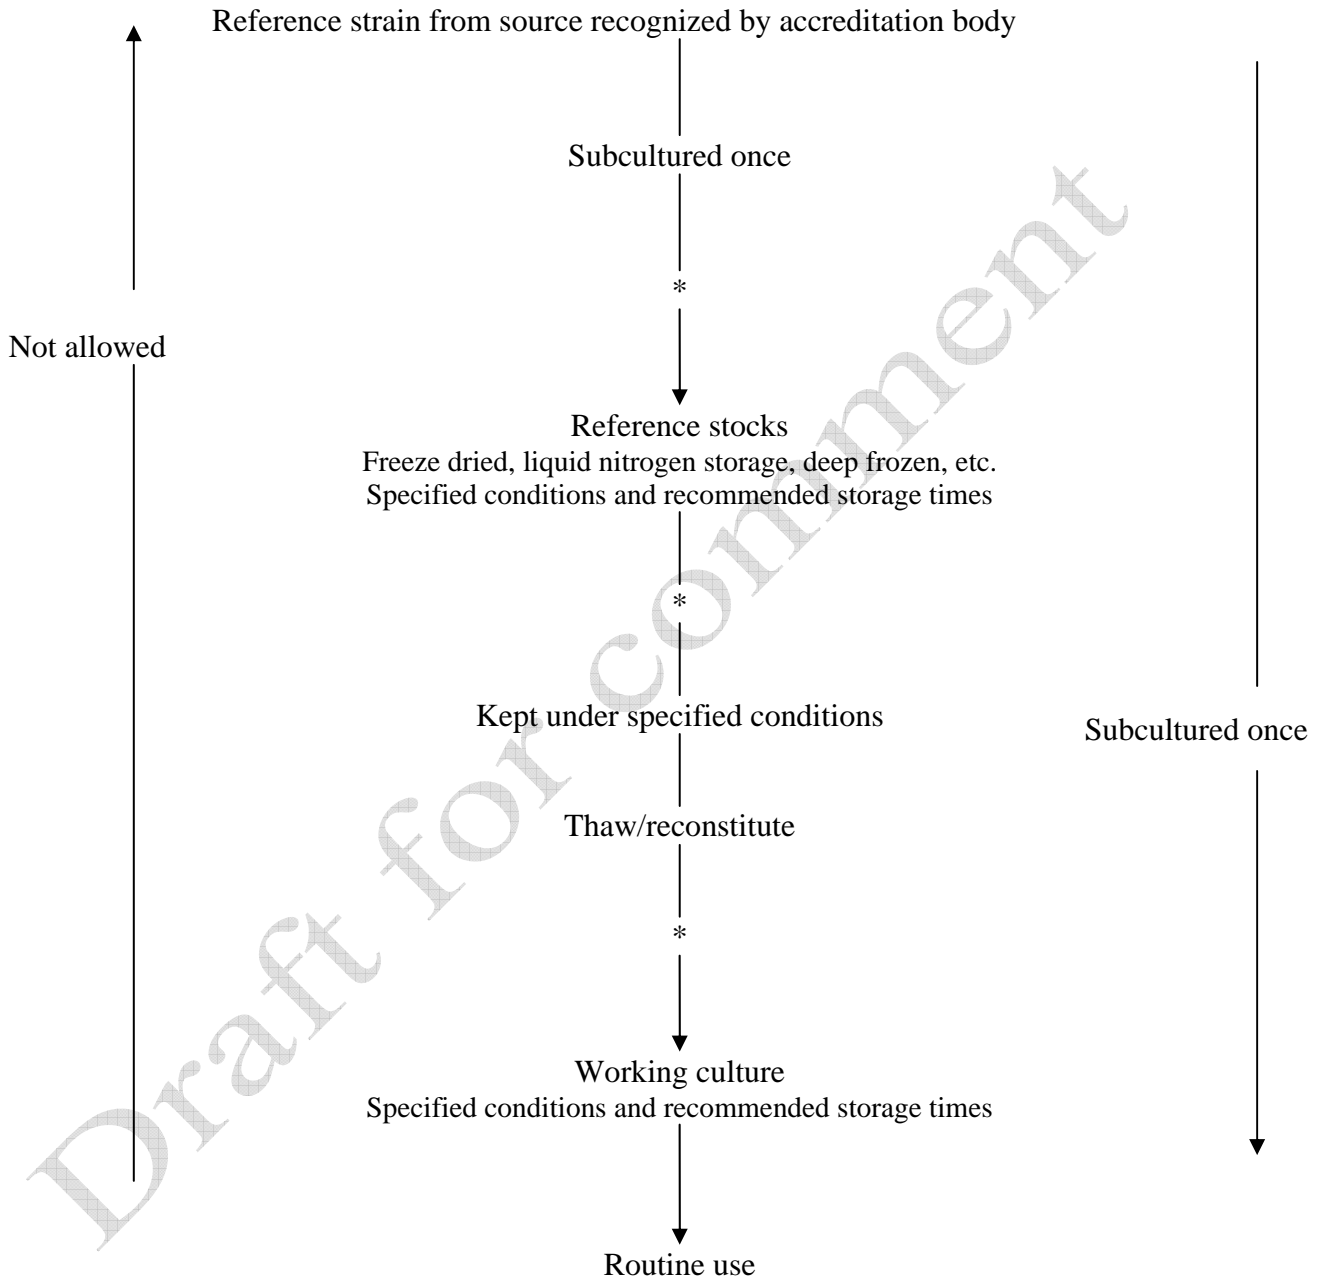 Reference strain from source recognized by accreditation body
Subcultured once
*
Not allowed
Reference stocks
Freeze dried, liquid nitrogen storage, deep frozen, etc.
Specified conditions and recommended storage times
*
Kept under specified conditions
Subcultured once
Thaw/reconstitute
*
Working culture
Specified conditions and recommended storage times
Routine use
Draft for comment